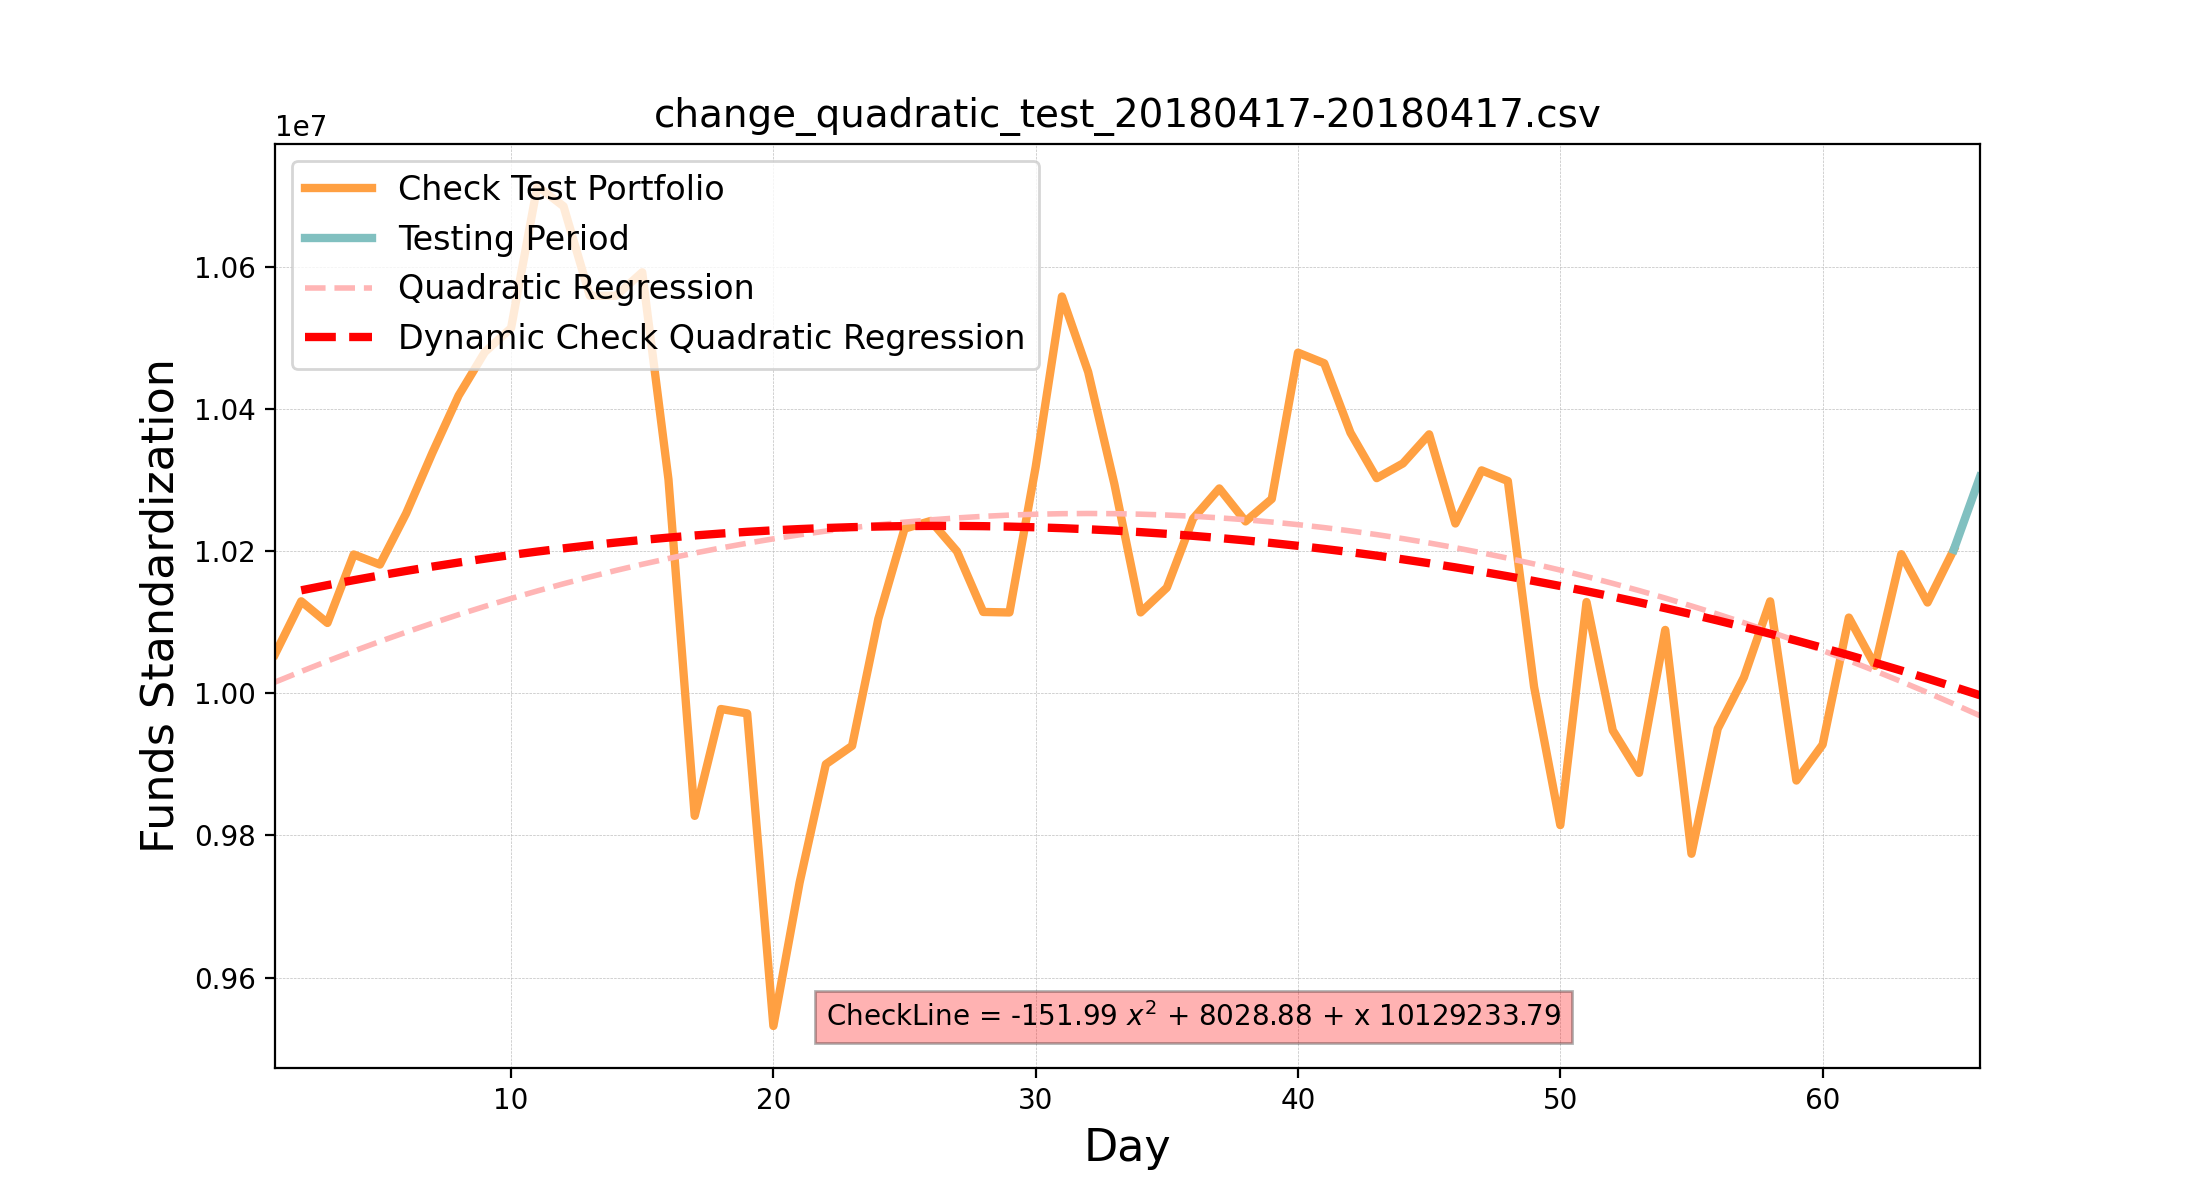 change_quadratic_test_20180417-20180417.csv
1e7
Check Test Portfolio
Testing Period
Quadratic Regression
Dynamic Check Quadratic Regression
Funds Standardization
1.06
1.04
1.02
1.00
0.98
0.96
CheckLine = -151.99 x² + 8028.88 + x 10129233.79
10 20 30 40 50 60
Day